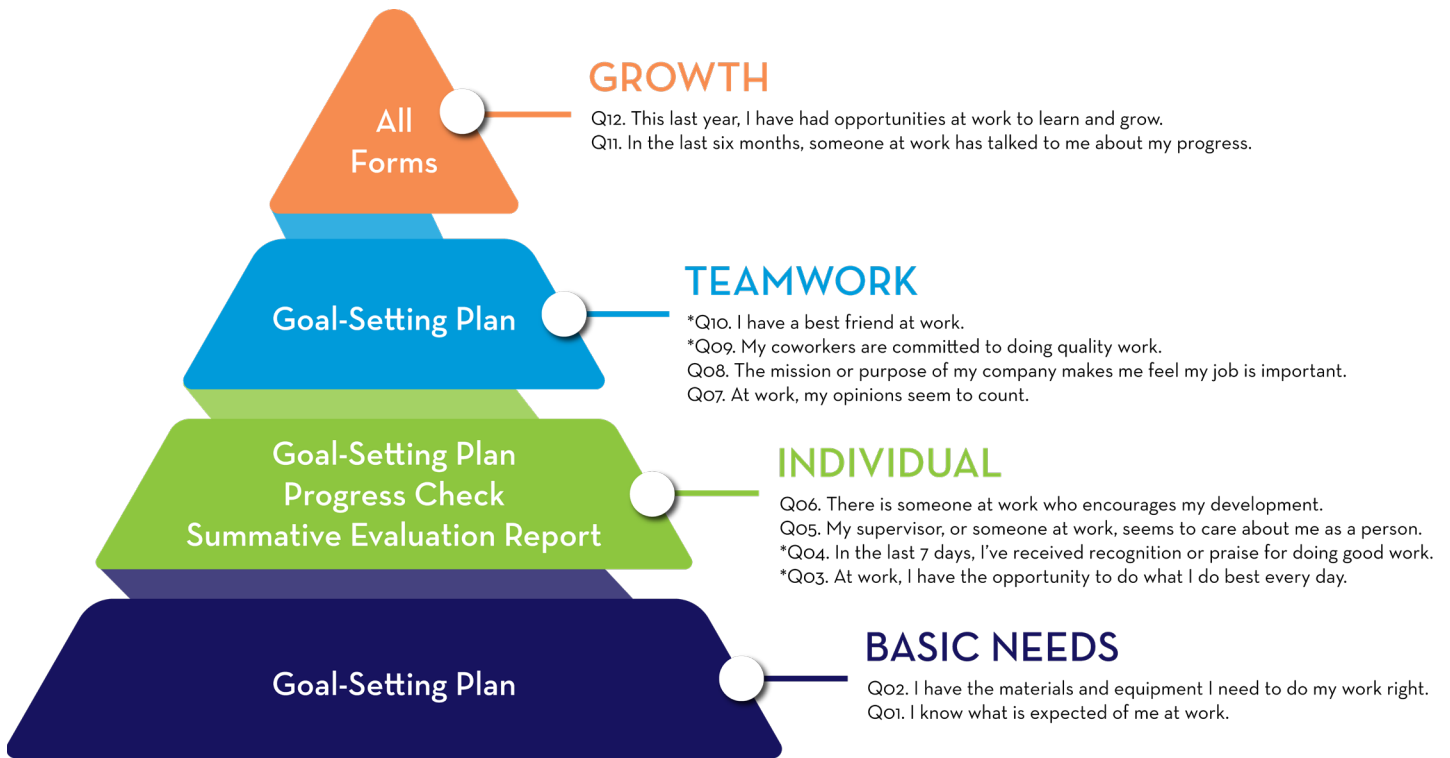 All
Forms
GROWTH
Q12. This last year, I have had opportunities at work to learn and grow.
Q11. In the last six months, someone at work has talked to me about my progress.
Goal-Setting Plan
TEAMWORK
*Q10. I have a best friend at work.
*Q09. My coworkers are committed to doing quality work.
Q08. The mission or purpose of my company makes me feel my job is important.
Q07. At work, my opinions seem to count.
Goal-Setting Plan
Progress Check
Summative Evaluation Report
INDIVIDUAL
Q06. There is someone at work who encourages my development.
Q05. My supervisor, or someone at work, seems to care about me as a person.
*Q04. In the last 7 days, I've received recognition or praise for doing good work.
*Q03. At work, I have the opportunity to do what I do best every day.
Goal-Setting Plan
BASIC NEEDS
Q02. I have the materials and equipment I need to do my work right.
Q01. I know what is expected of me at work.